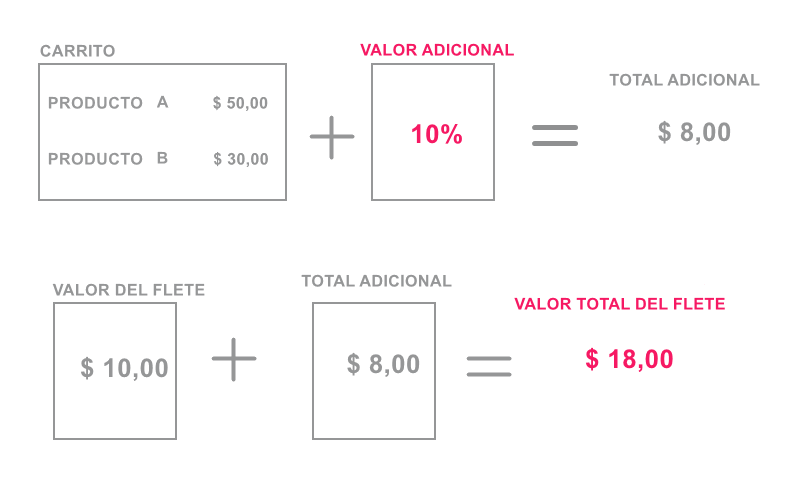 CARRITO
VALOR ADICIONAL
PRODUCTO A $ 50,00
PRODUCTO B $ 30,00
10%
TOTAL ADICIONAL
$ 8,00
VALOR DEL FLETE
$ 10,00
TOTAL ADICIONAL
$ 8,00
VALOR TOTAL DEL FLETE
$ 18,00